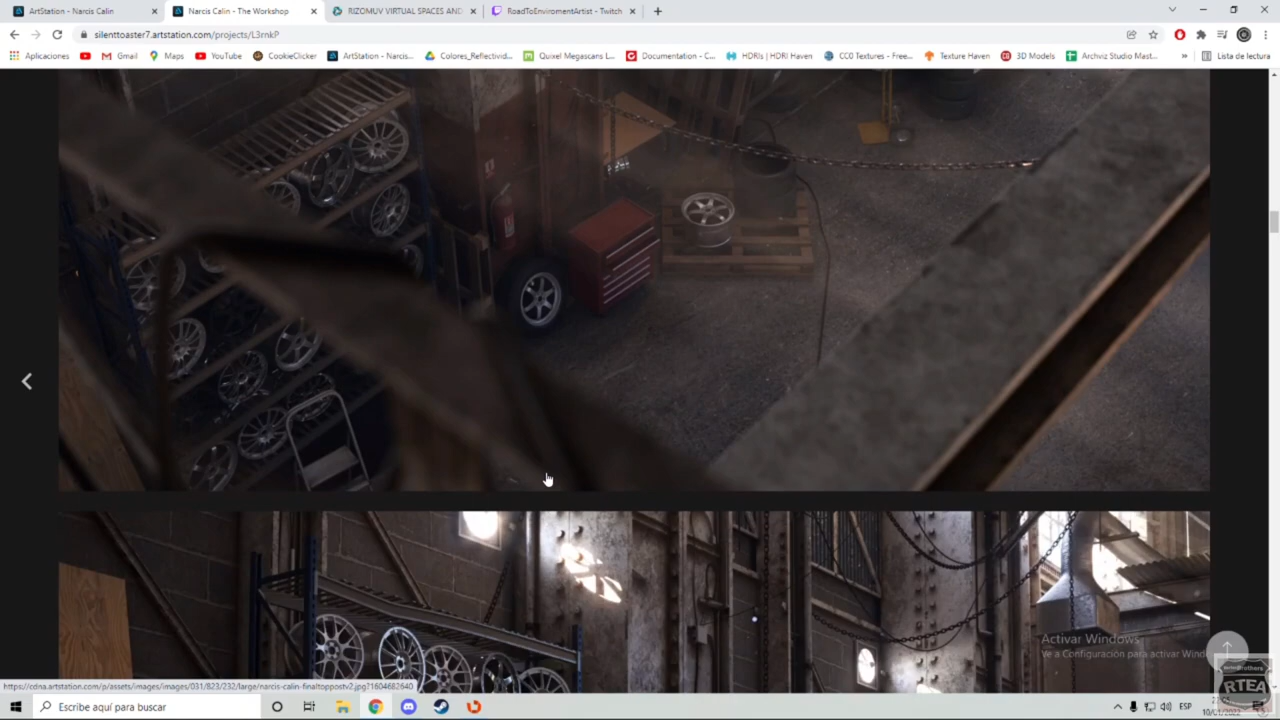 ArtStation - Narcis Calin
Narcis Calin - The Workshop
RIZOMUV VIRTUAL SPACES AND
RoadToEnviromentArtist - Twitch
silenttoaster7.artstation.com/projects/L3rnkP
Aplicaciones
Gmail
Maps
YouTube
CookieClicker
ArtStation - Narcis...
Colores_Reflectivid...
Quixel Megascans L...
Documentation - C...
HDRIs | HDRI Haven
CC0 Textures - Free...
Texture Haven
3D Models
Archviz Studio Mast...
Lista de lectura
Activar Windows
Ve a Configuración para activar Wind
https://cdna.artstation.com/p/assets/images/images/031/823/232/large/narcis-calin-finaltoppostv2.jpg?1604682640
RTEA
Escribe aquí para buscar
ESP